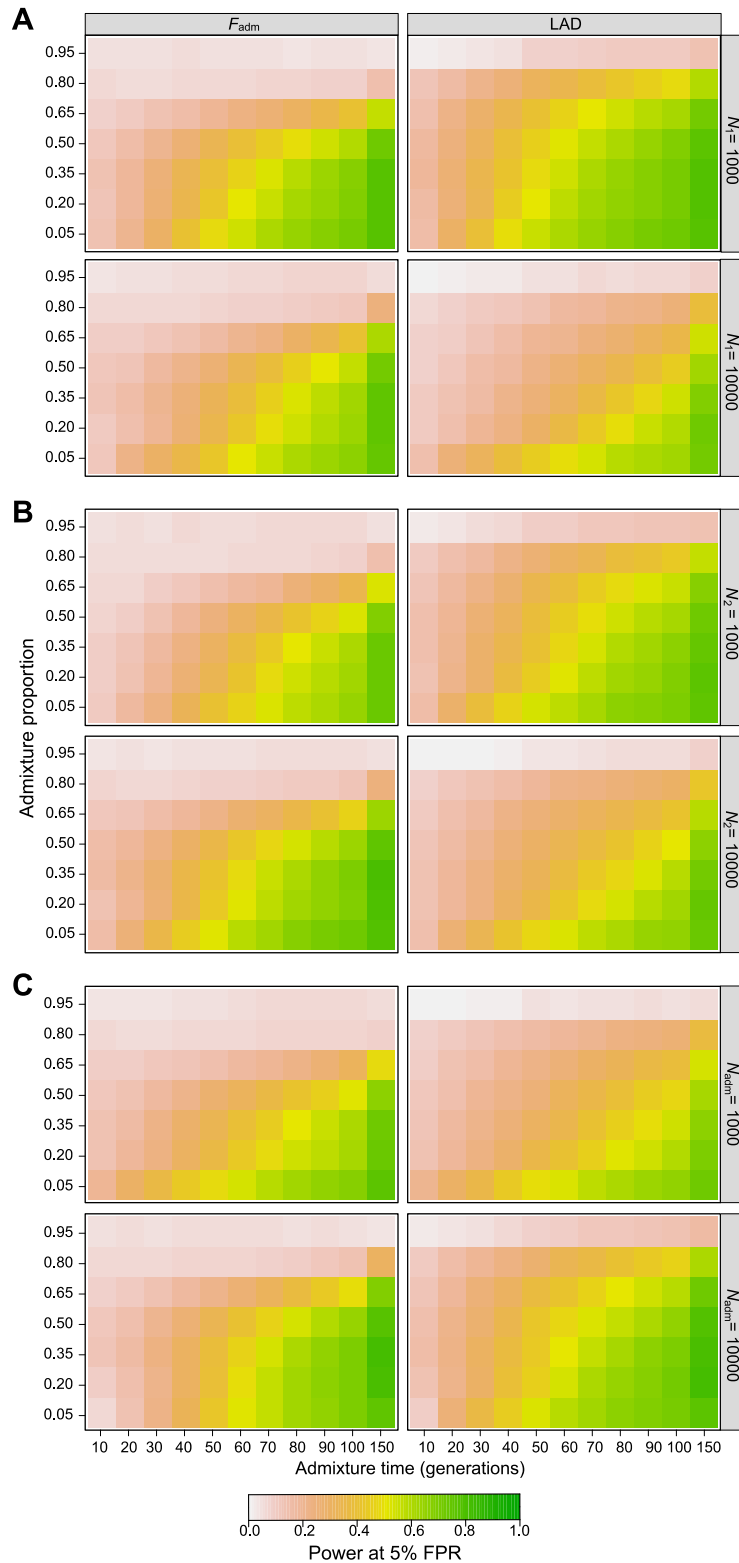 A
F_adm LAD
0.95
0.80
0.65
0.50
0.35
0.20
0.05
N_1= 1000
0.95
0.80
0.65
0.50
0.35
0.20
0.05
N_1= 10000
B
0.95
0.80
0.65
0.50
0.35
0.20
0.05
N_2 = 1000
Admixture proportion
0.95
0.80
0.65
0.50
0.35
0.20
0.05
N_2= 10000
C
0.95
0.80
0.65
0.50
0.35
0.20
0.05
N_adm= 1000
0.95
0.80
0.65
0.50
0.35
0.20
0.05
N_adm= 10000
10 20 30 40 50 60 70 80 90 100 150 10 20 30 40 50 60 70 80 90 100 150
Admixture time (generations)
0.0 0.2 0.4 0.6 0.8 1.0
Power at 5% FPR